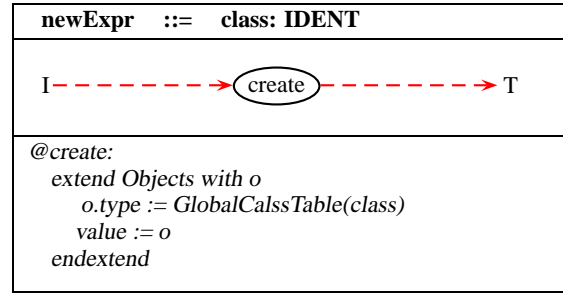 newExpr ::= class: IDENT
I create T
@create:
extend Objects with o
o.type := GlobalCalssTable(class)
value := o
endextend